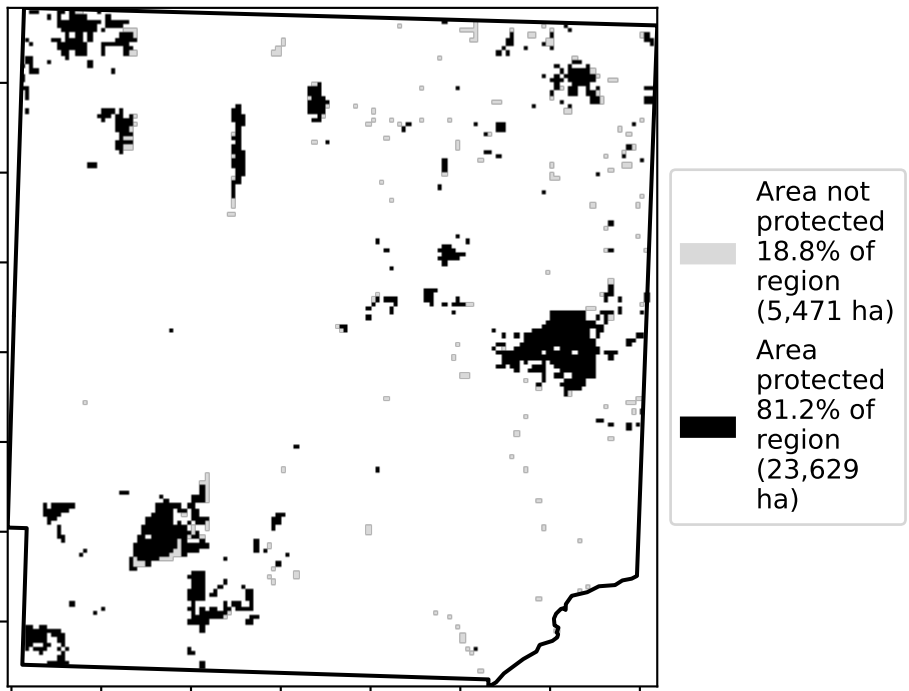 Area not
protected
18.8% of
region
(5,471 ha)
Area
protected
81.2% of
region
(23,629
ha)